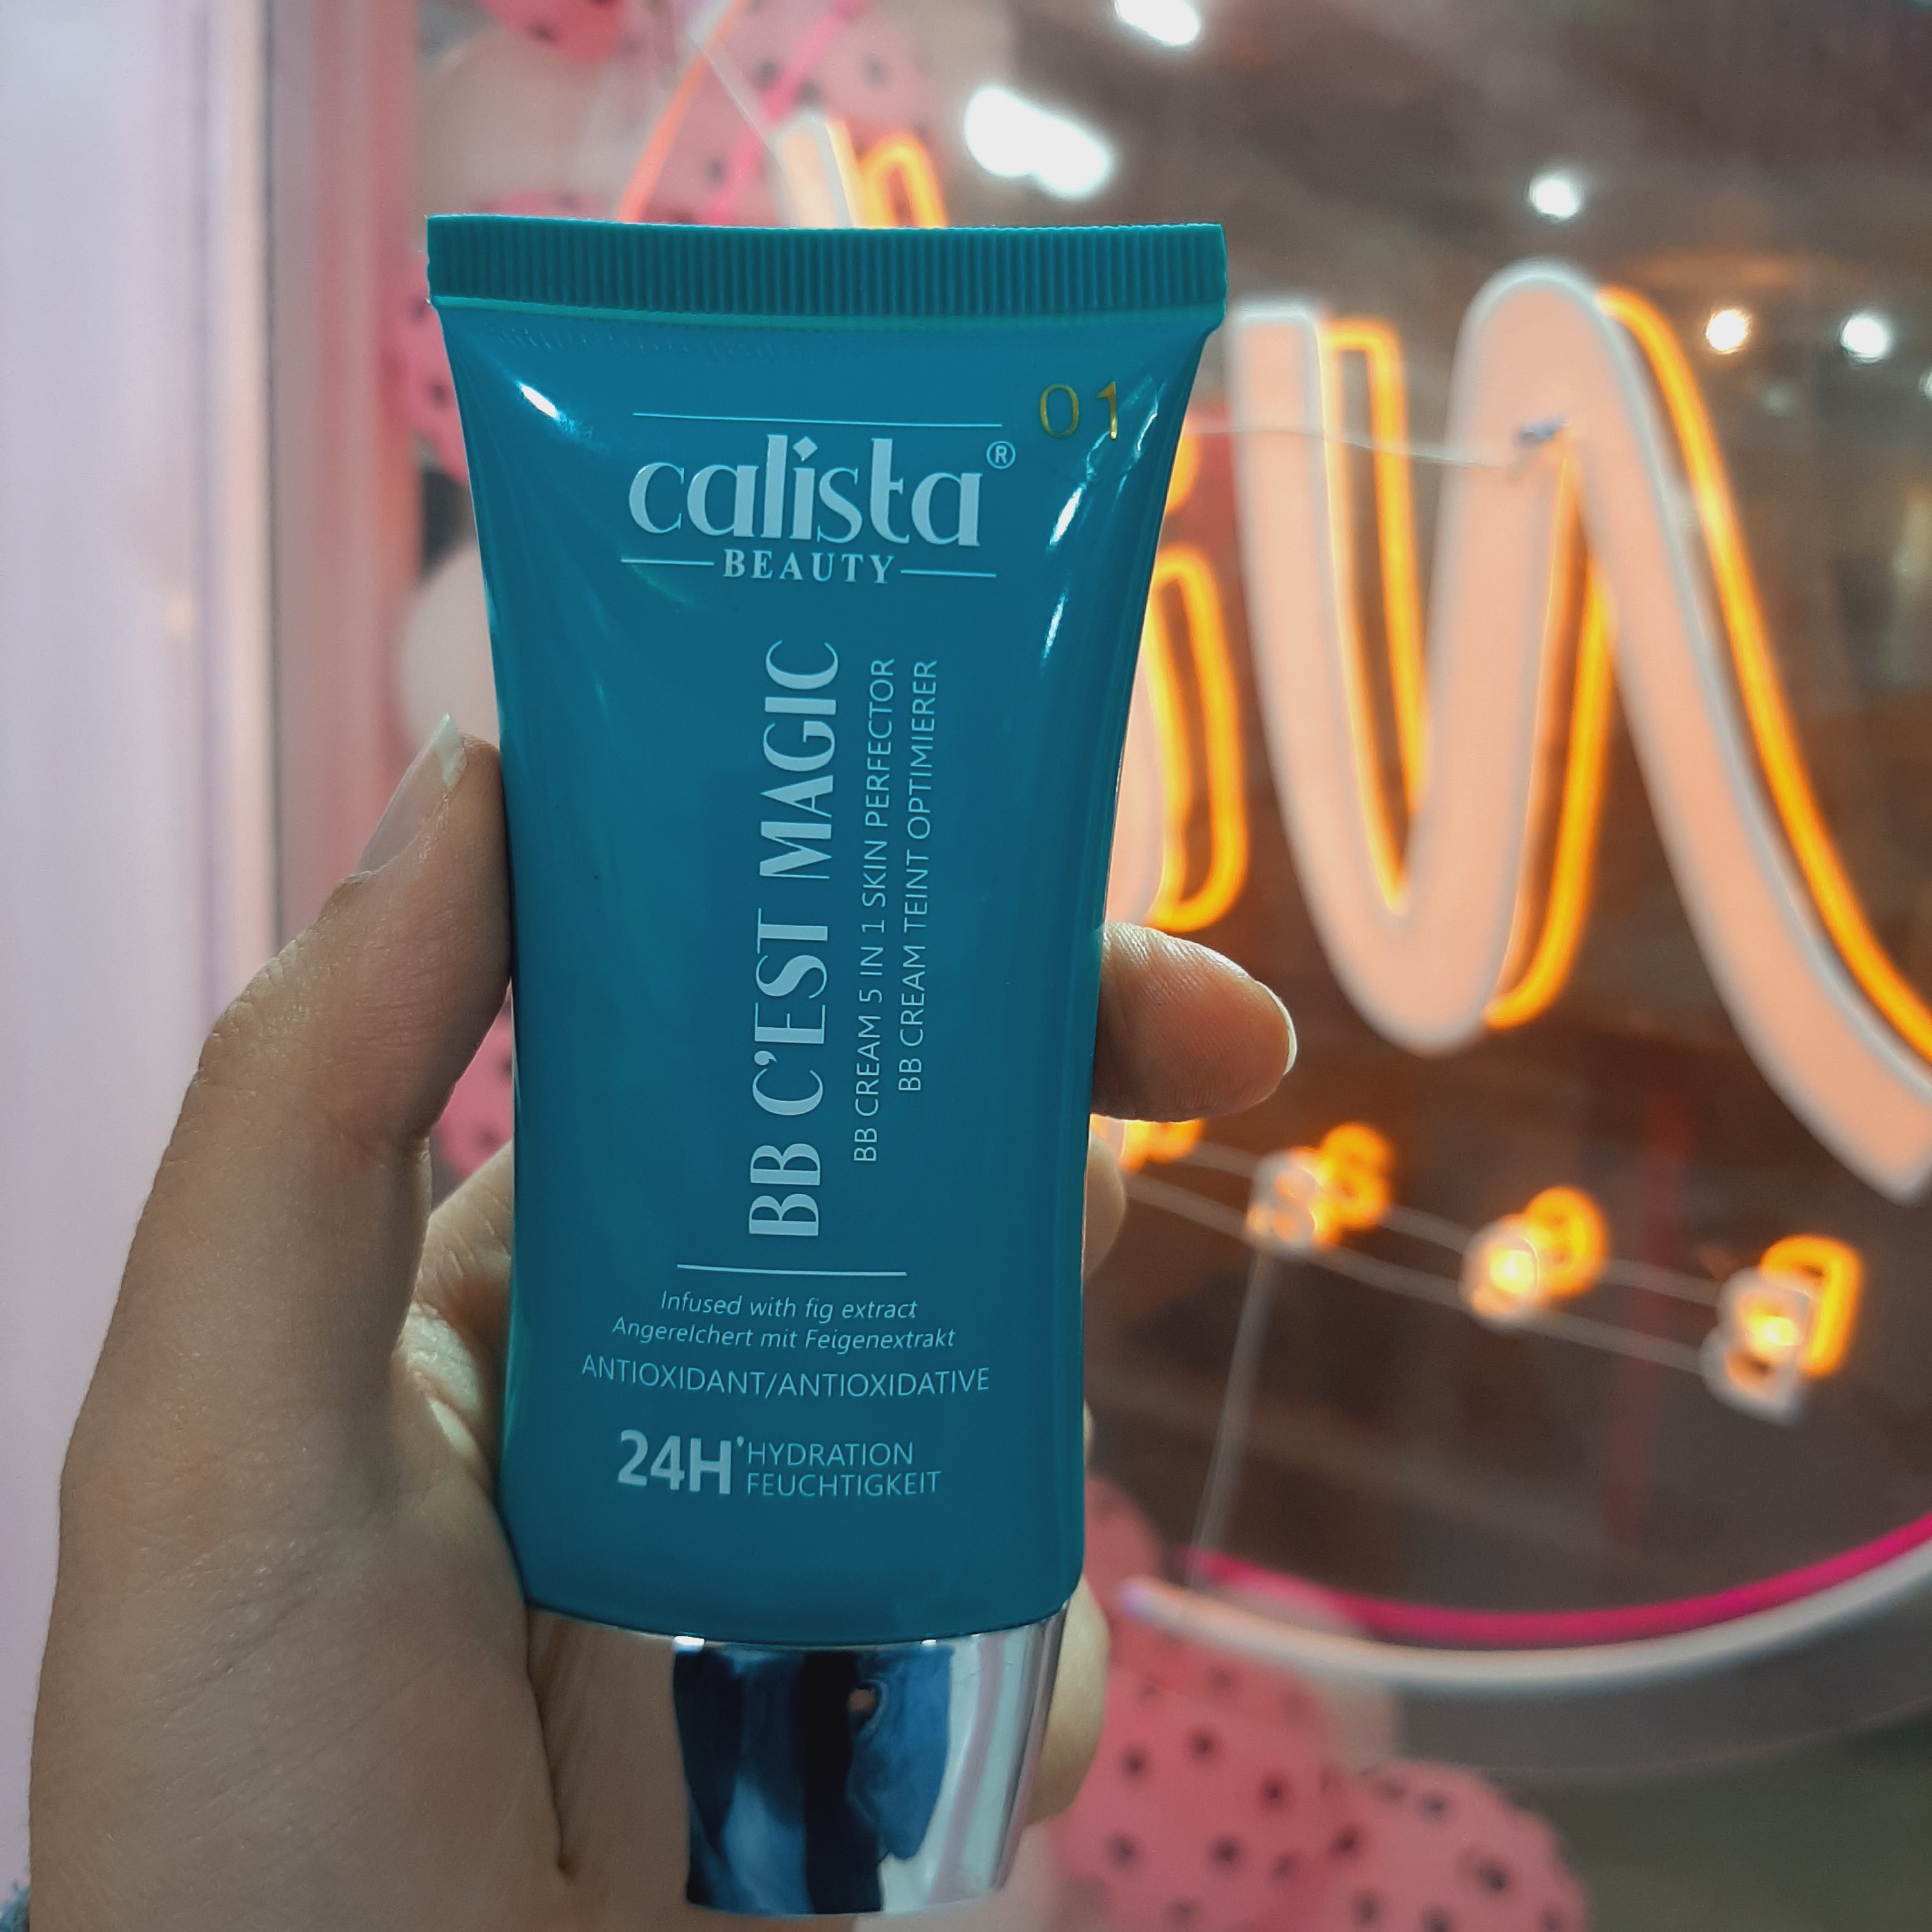 01
calista®
BEAUTY
BB C'EST MAGIC
BB CREAM 5 IN 1 SKIN PERFECTOR
BB CREAM TEINT OPTIMIERER
Infused with fig extract
Angerelchert mit Feigenextrakt
ANTIOXIDANT/ANTIOXIDATIVE
24H' HYDRATION
FEUCHTIGKEIT